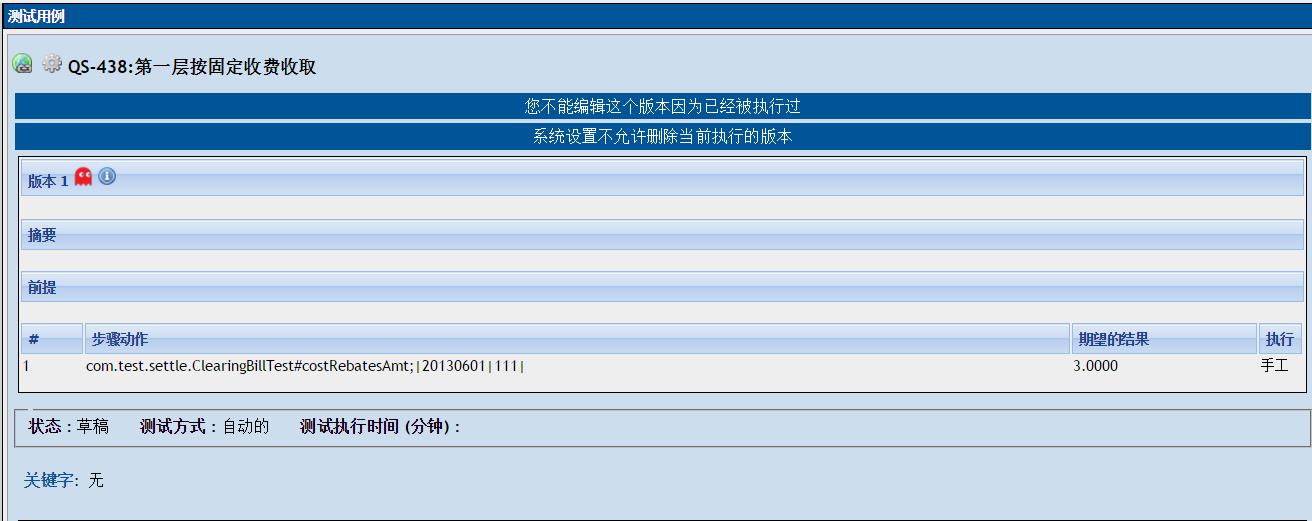 测试用例
QS-438:第一层按固定收费收取
您不能编辑这个版本因为已经被执行过
系统设置不允许删除当前执行的版本
版本 1
摘要
前提
# 步骤动作 期望的结果 执行
1 com.test.settle.ClearingBillTest#costRebatesAmt;|20130601|111| 3.0000 手工
状态 : 草稿 测试方式 : 自动的 测试执行时间 (分钟) :
关键字: 无